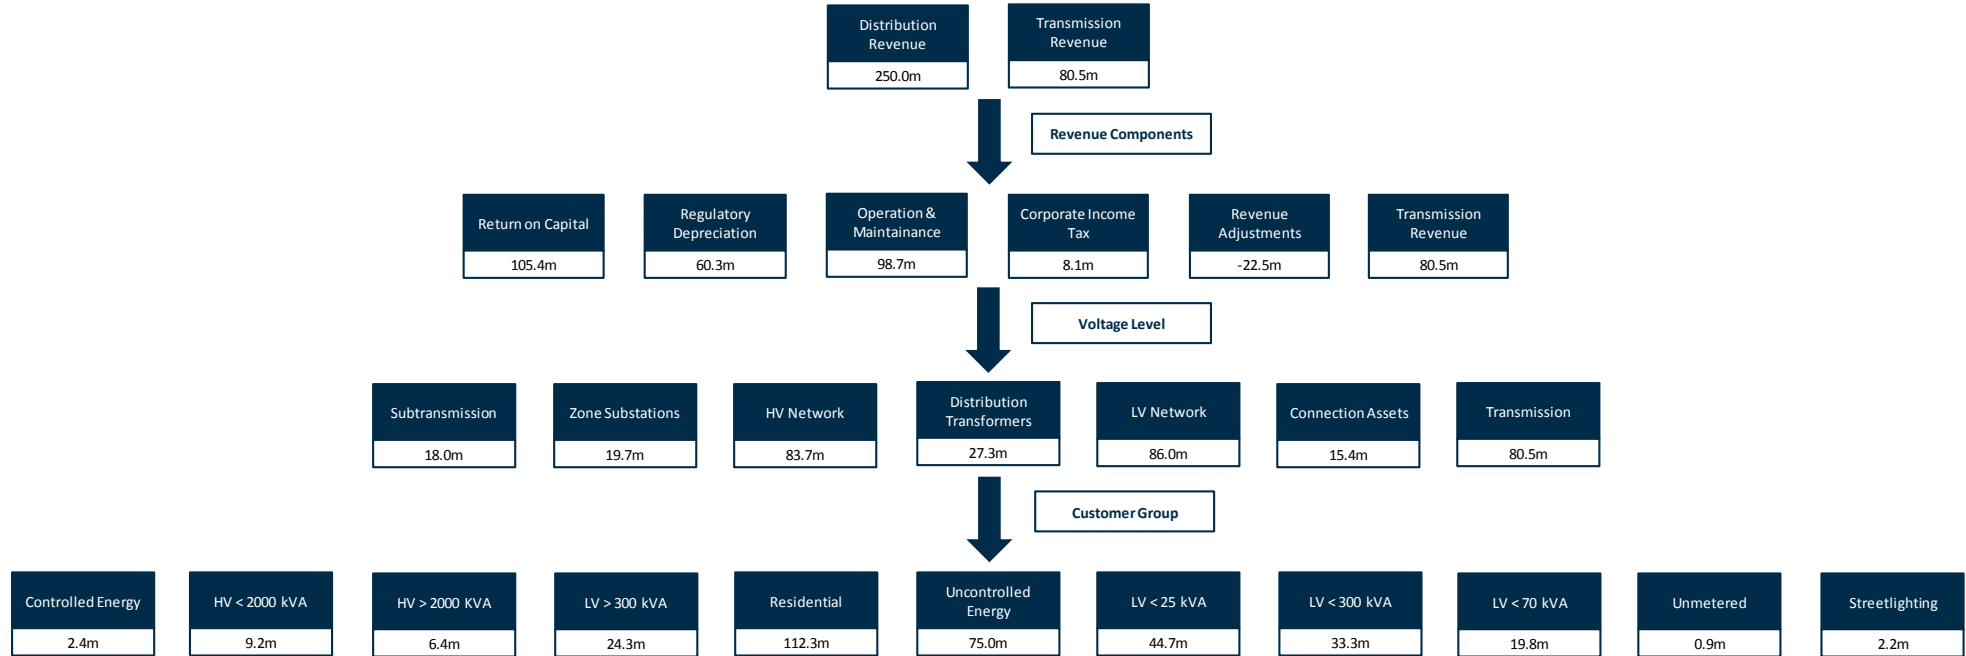 Distribution
Revenue
250.0m
Transmission
Revenue
80.5m
Revenue Components
Return on Capital
105.4m
Regulatory
Depreciation
60.3m
Operation &
Maintainance
98.7m
Corporate Income
Tax
8.1m
Revenue
Adjustments
-22.5m
Transmission
Revenue
80.5m
Voltage Level
Subtransmission
18.0m
Zone Substations
19.7m
HV Network
83.7m
Distribution
Transformers
27.3m
LV Network
86.0m
Connection Assets
15.4m
Transmission
80.5m
Customer Group
Controlled Energy
2.4m
HV < 2000 kVA
9.2m
HV > 2000 KVA
6.4m
LV > 300 kVA
24.3m
Residential
112.3m
Uncontrolled
Energy
75.0m
LV < 25 kVA
44.7m
LV < 300 kVA
33.3m
LV < 70 kVA
19.8m
Unmetered
0.9m
Streetlighting
2.2m